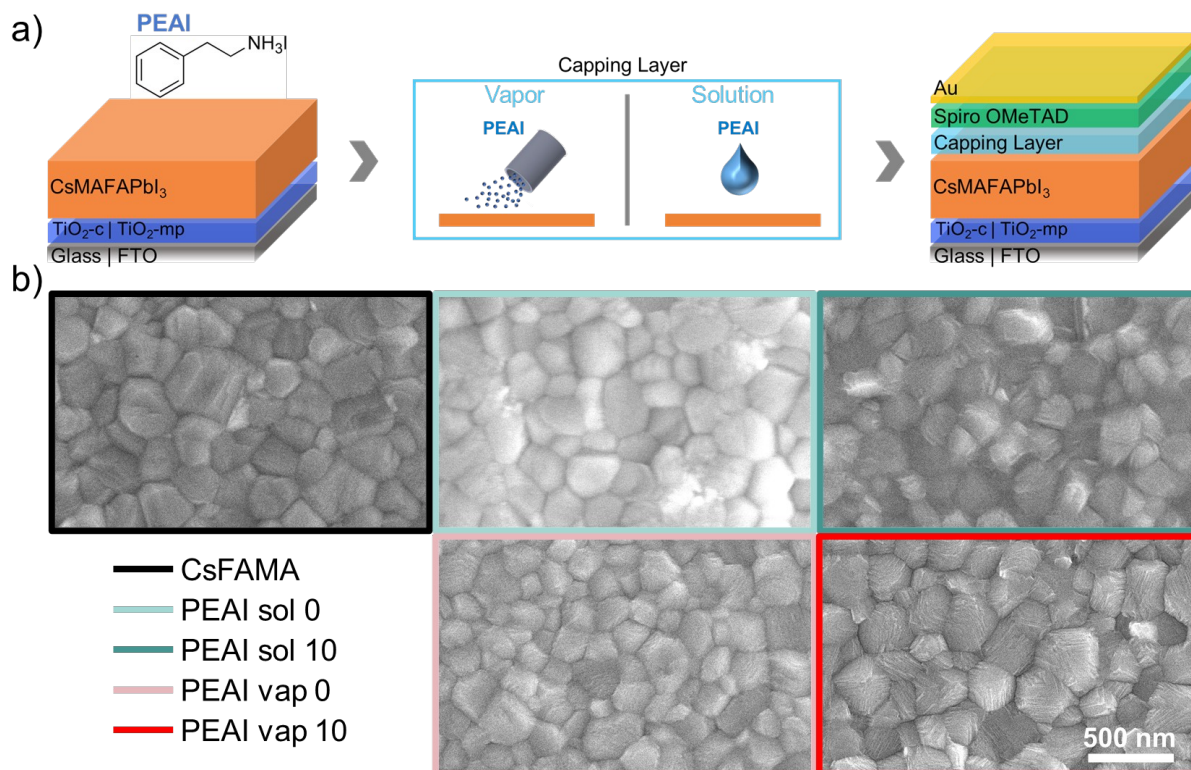 a)
PEAI
NH3I
CsMAFAPbI₃
TiO₂-c | TiO₂-mp
Glass | FTO
Capping Layer
Vapor
Solution
PEAI
PEAI
Au
Spiro OMeTAD
Capping Layer
CsMAFAPbI₃
TiO₂-c | TiO₂-mp
Glass | FTO
b)
CsFAMA
PEAI sol 0
PEAI sol 10
PEAI vap 0
PEAI vap 10
500 nm